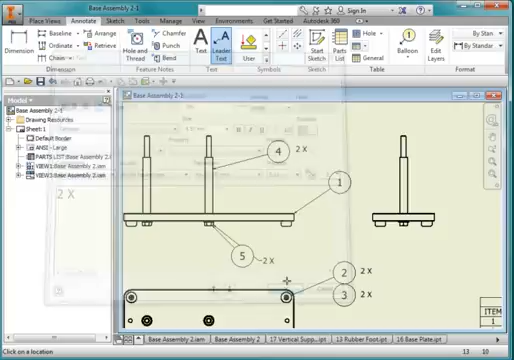 Sign In
Place Views
Annotate
Sketch
Tools
Manage
View
Environments
Get Started
Autodesk 360
Dimension
Baseline
Ordinate
Chain
Arrange
Retrieve
Dimension
Hole and Thread
Chamfer
Punch
Bend
Feature Notes
Text
Leader Text
Text
User
Symbols
Start Sketch
Sketch
Parts List
Hole
Revision
General
Balloon
Table
Edit Layers
By Stan
By Standar
Model
Base Assembly 2-1
Drawing Resources
Sheet:1
Default Border
ANSI - Large
PARTS LIST:Base Assembly 2
VIEW1:Base Assembly 2.iam
Base Assembly 2.iam
2 X
Base Assembly 2-1
4 2 X
1
5 2 X
2 2 X
3 2 X
ITEM
1
Base Assembly 2.iam
Base Assembly 2
17 Vertical Supp...ipt
13 Rubber Foot.ipt
16 Base Plate.ipt
Click on a location
13
10